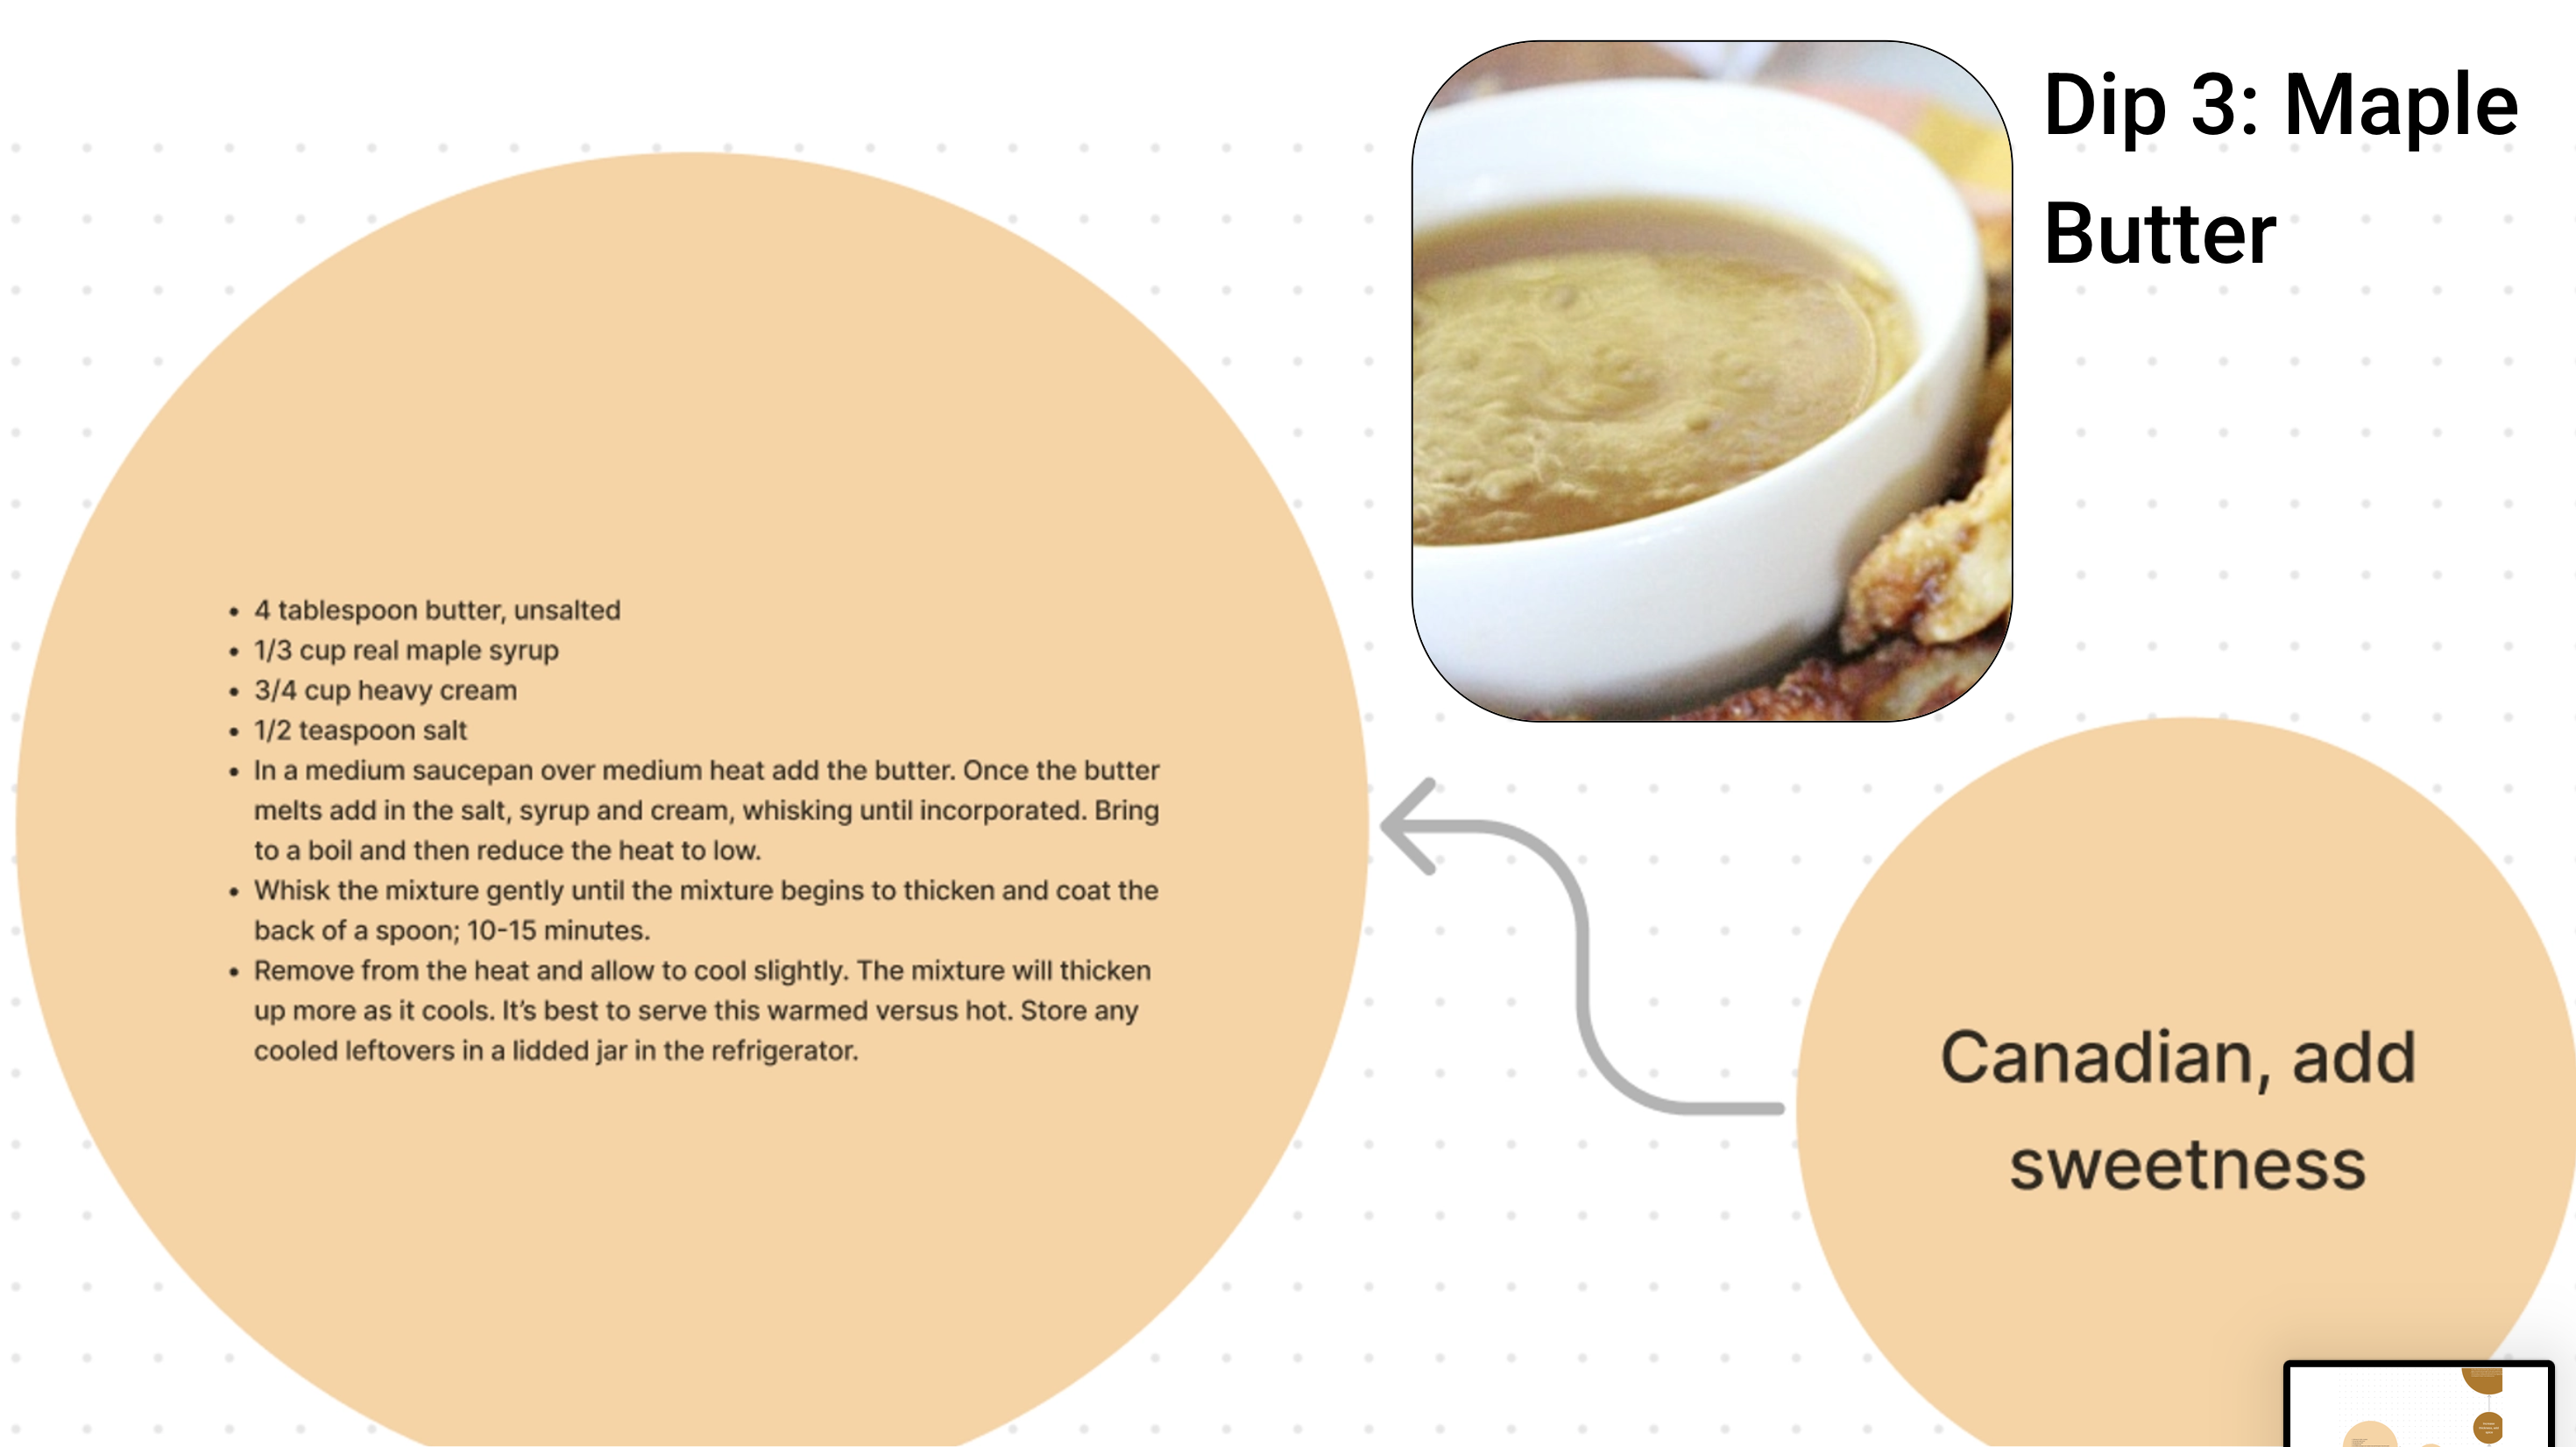 Dip 3: Maple
Butter
• 4 tablespoon butter, unsalted
• 1/3 cup real maple syrup
• 3/4 cup heavy cream
• 1/2 teaspoon salt
• In a medium saucepan over medium heat add the butter. Once the butter
melts add in the salt, syrup and cream, whisking until incorporated. Bring
to a boil and then reduce the heat to low.
• Whisk the mixture gently until the mixture begins to thicken and coat the
back of a spoon; 10-15 minutes.
• Remove from the heat and allow to cool slightly. The mixture will thicken
up more as it cools. It’s best to serve this warmed versus hot. Store any
cooled leftovers in a lidded jar in the refrigerator.
Canadian, add
sweetness